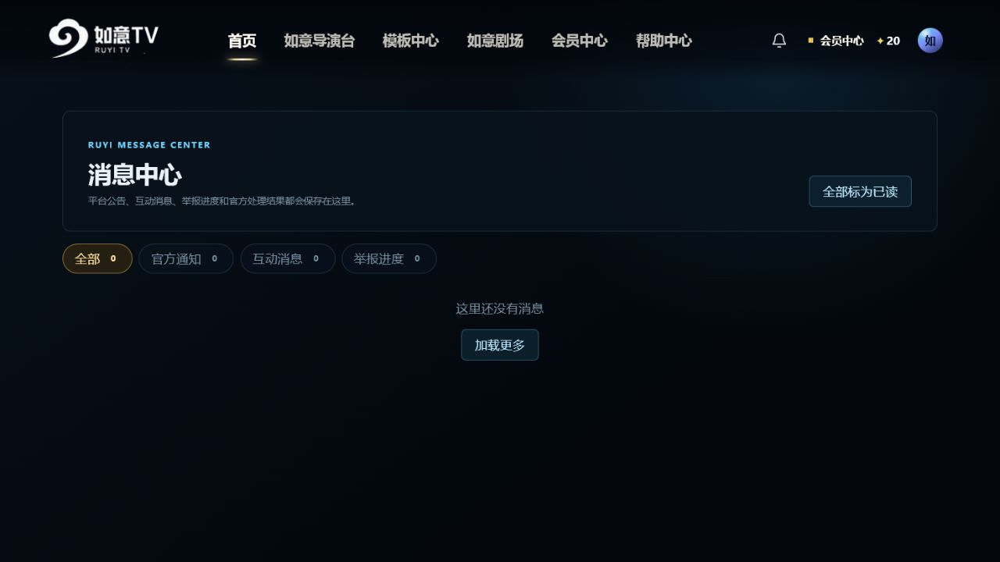 如意TV
RUYI TV
首页 如意导演台 模板中心 如意剧场 会员中心 帮助中心
会员中心 20 如
RUYI MESSAGE CENTER
消息中心
平台公告、互动消息、举报进度和官方处理结果都会保存在这里。
全部标为已读
全部 0 官方通知 0 互动消息 0 举报进度 0
这里还没有消息
加载更多